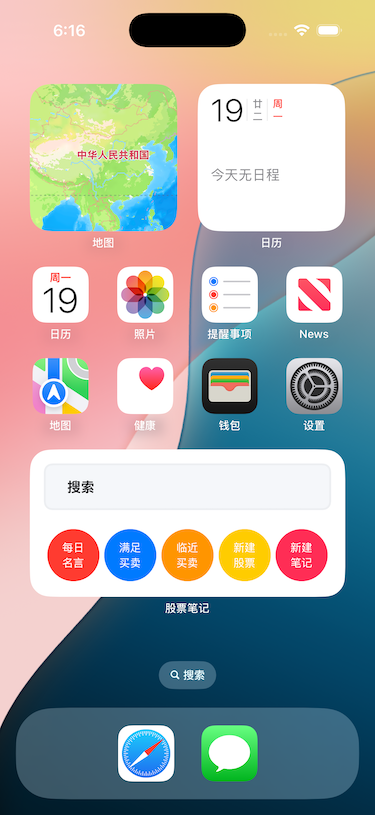 6:16
中华人民共和国
19
廿二
周一
今天无日程
地图
日历
周一
19
日历
照片
提醒事项
News
地图
健康
钱包
设置
搜索
每日
名言
满足
买卖
临近
买卖
新建
股票
新建
笔记
股票笔记
搜索